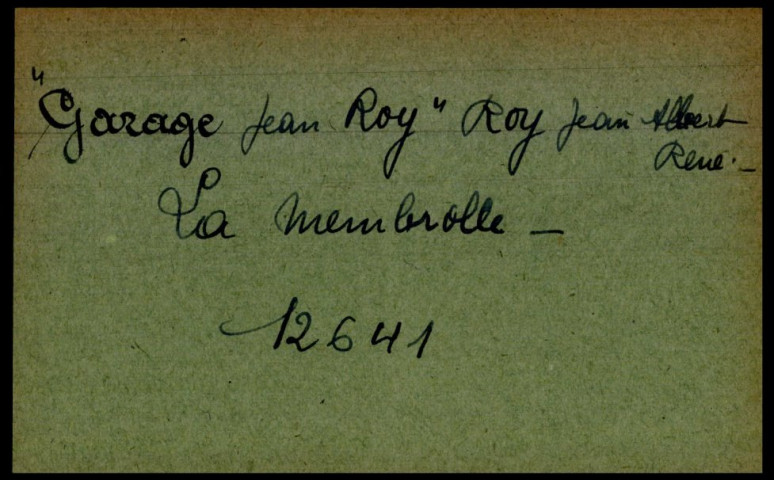 "Garage Jean Roy" Roy Jean Albert
René. -
La Membrolle -
12641